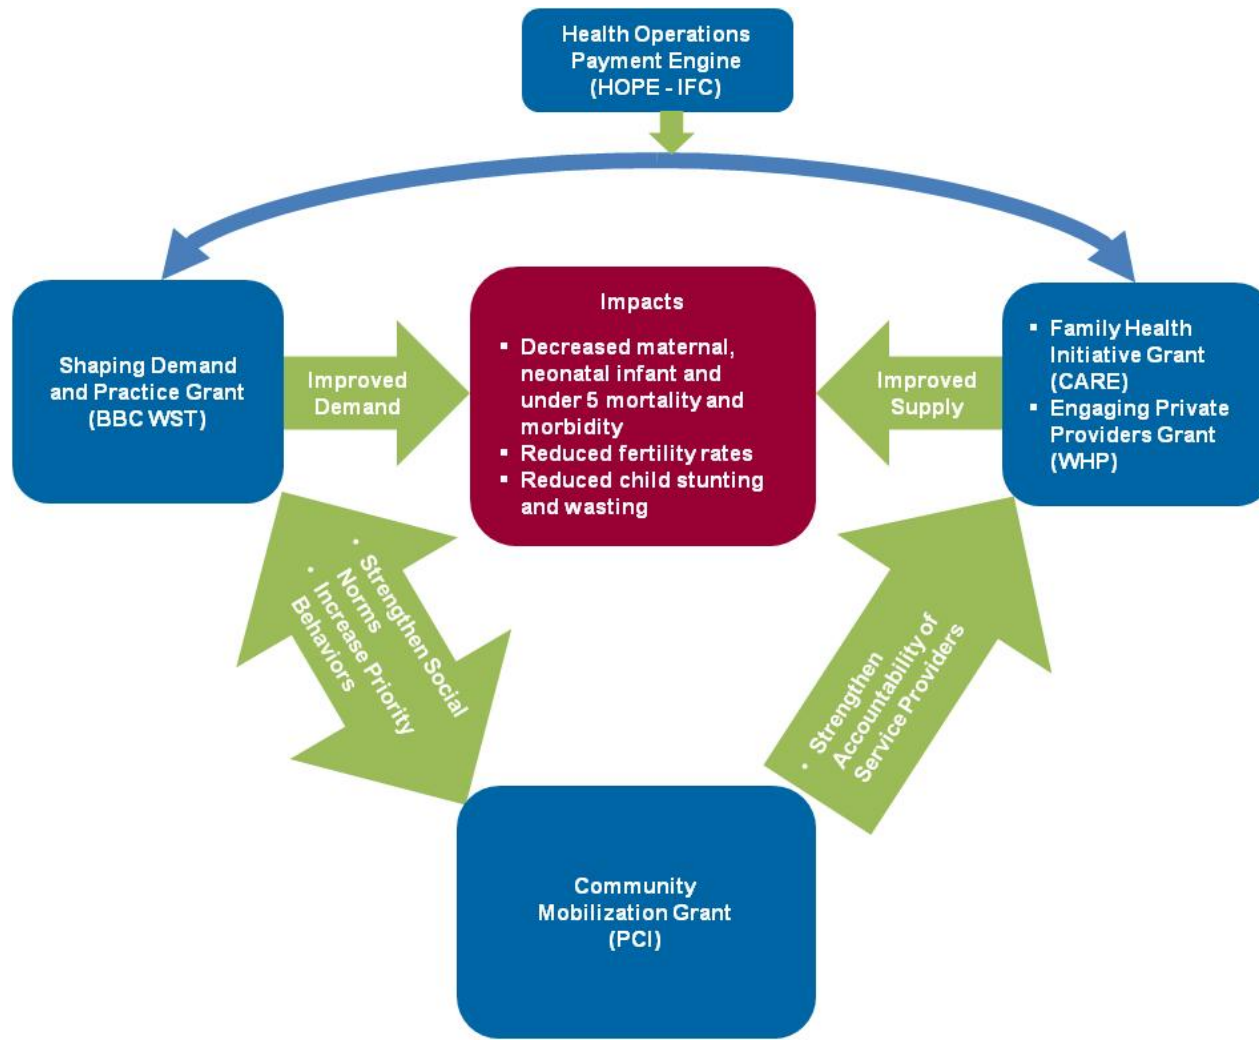 Health Operations
Payment Engine
(HOPE - IFC)
Shaping Demand
and Practice Grant
(BBC WST)
Improved
Demand
Impacts
▪ Decreased maternal,
neonatal infant and
under 5 mortality and
morbidity
▪ Reduced fertility rates
▪ Reduced child stunting
and wasting
Improved
Supply
▪ Family Health
Initiative Grant
(CARE)
▪ Engaging Private
Providers Grant
(WHP)
• Strengthen Social
Norms
• Increase Priority
Behaviors
• Strengthen
Accountability of
Service Providers
Community
Mobilization Grant
(PCI)